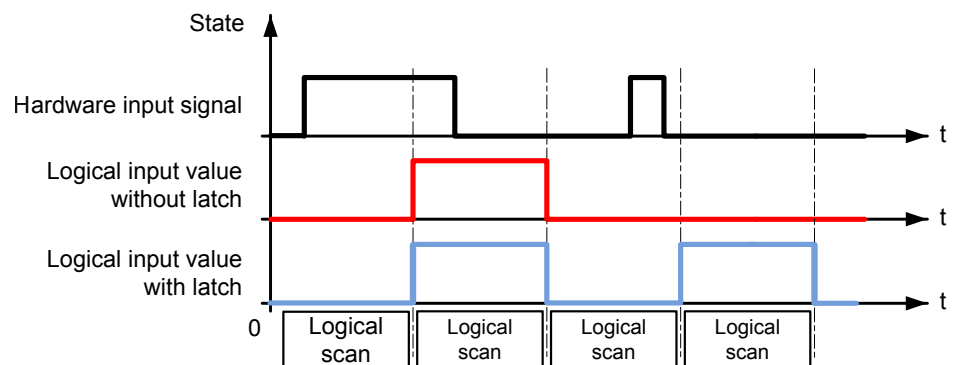 State
Hardware input signal
t
Logical input value
without latch
t
Logical input value
with latch
t
0
Logical
scan
Logical
scan
Logical
scan
Logical
scan